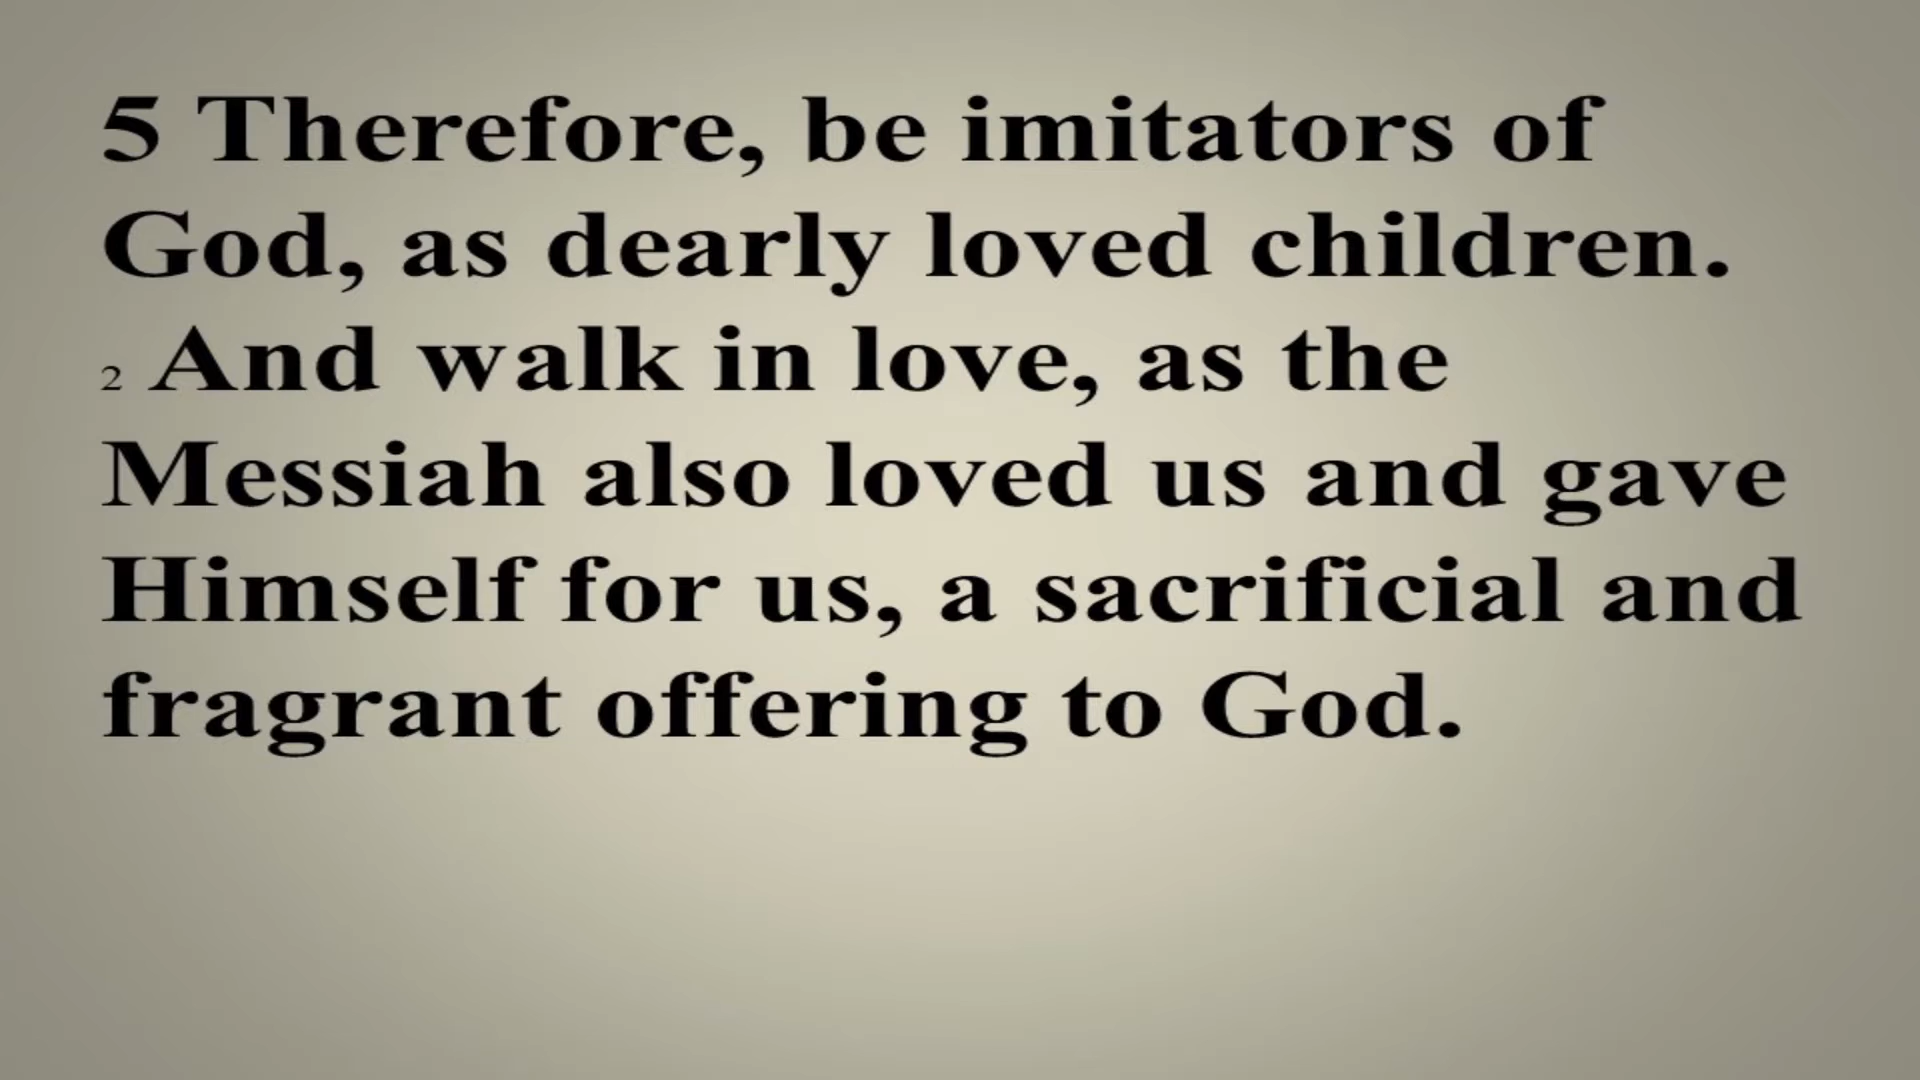 5 Therefore, be imitators of
God, as dearly loved children.
2 And walk in love, as the
Messiah also loved us and gave
Himself for us, a sacrificial and
fragrant offering to God.